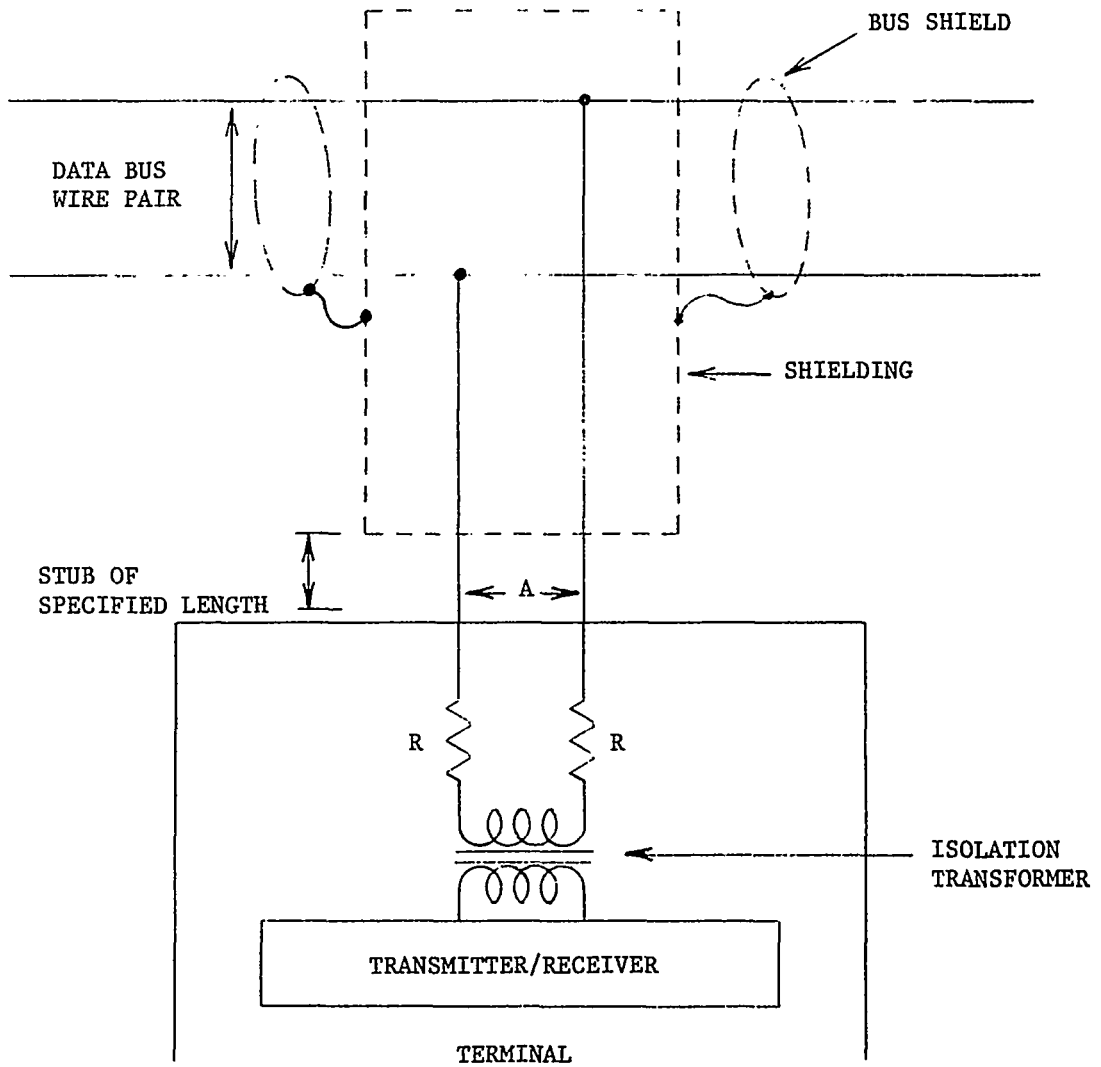 BUS SHIELD
DATA BUS
WIRE PAIR
SHIELDING
STUB OF
SPECIFIED LENGTH
A
R
R
ISOLATION
TRANSFORMER
TRANSMITTER/RECEIVER
TERMINAL